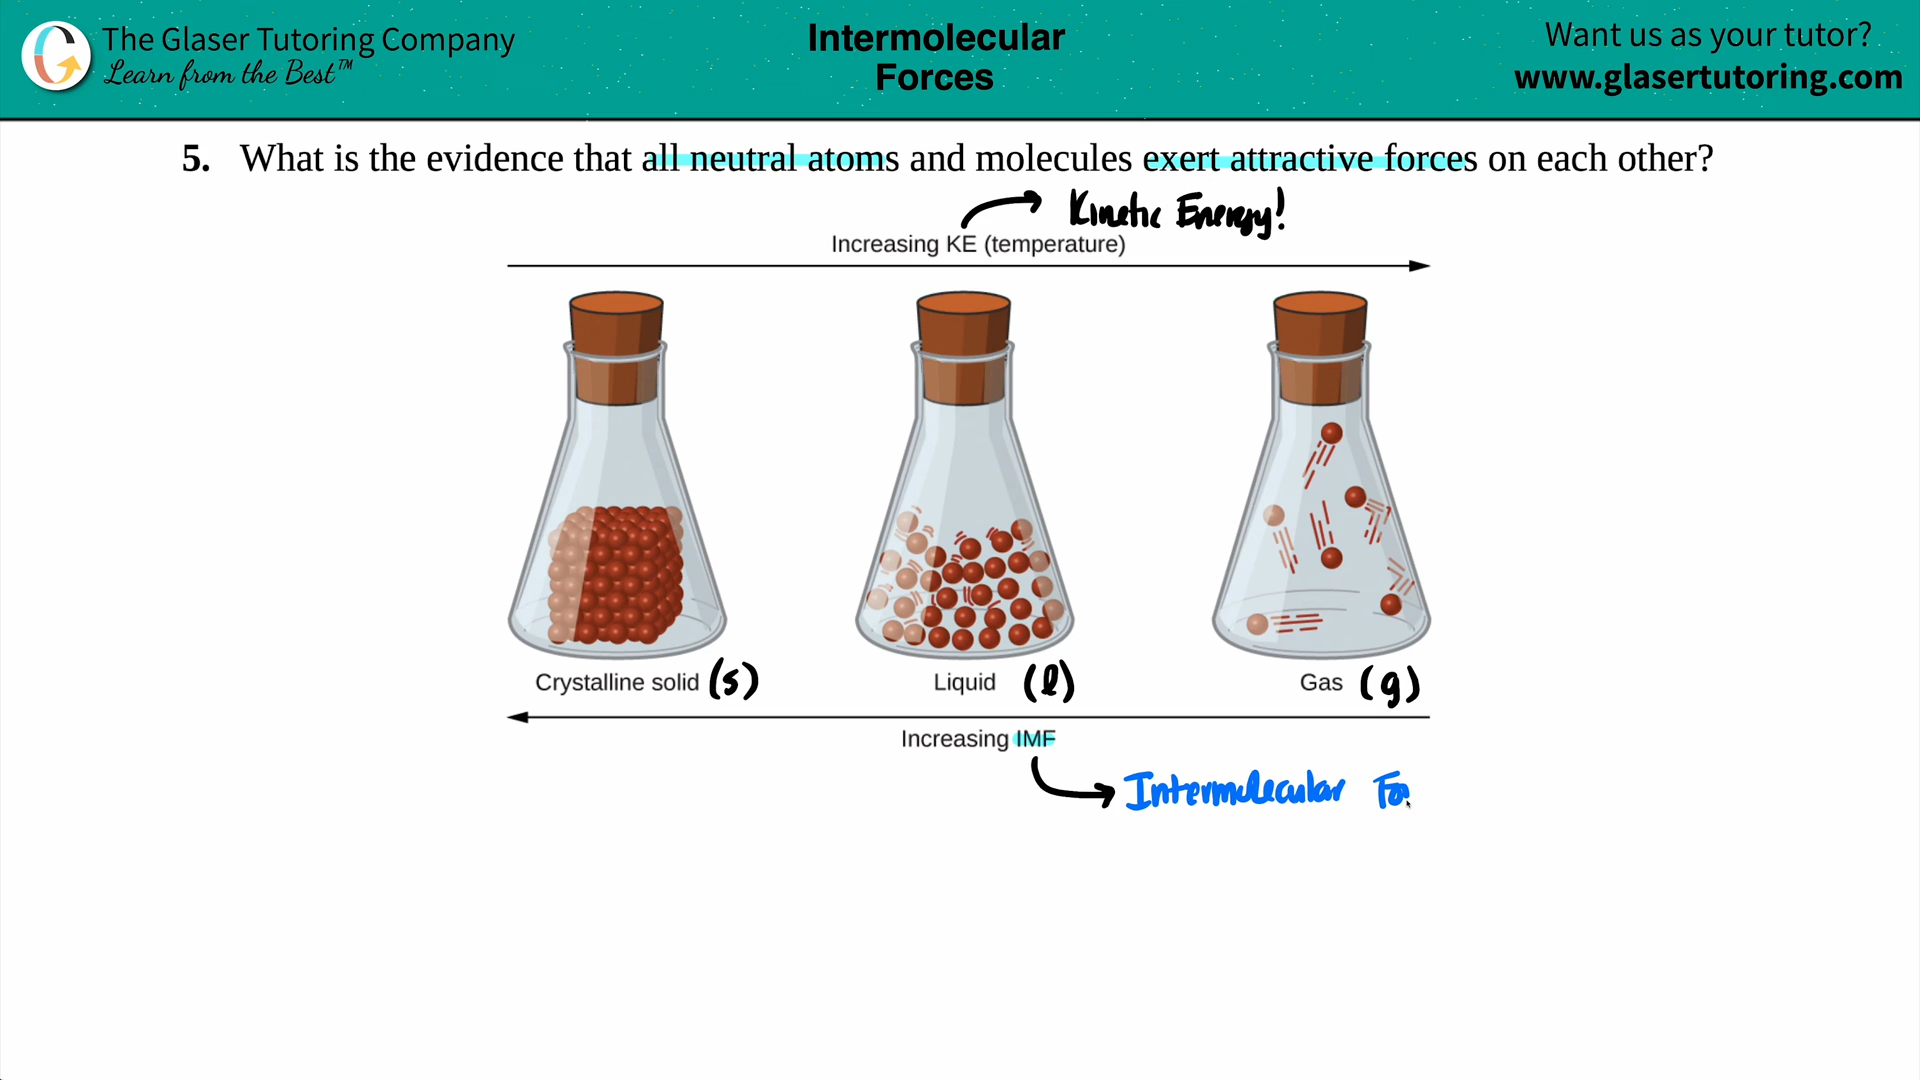 The Glaser Tutoring Company
Learn from the Best™
Intermolecular
Forces
Want us as your tutor?
www.glasertutoring.com
5. What is the evidence that all neutral atoms and molecules exert attractive forces on each other?
Kinetic Energy!
Increasing KE (temperature)
Crystalline solid (s)
Liquid (l)
Gas (g)
Increasing IMF
Intermolecular Fo